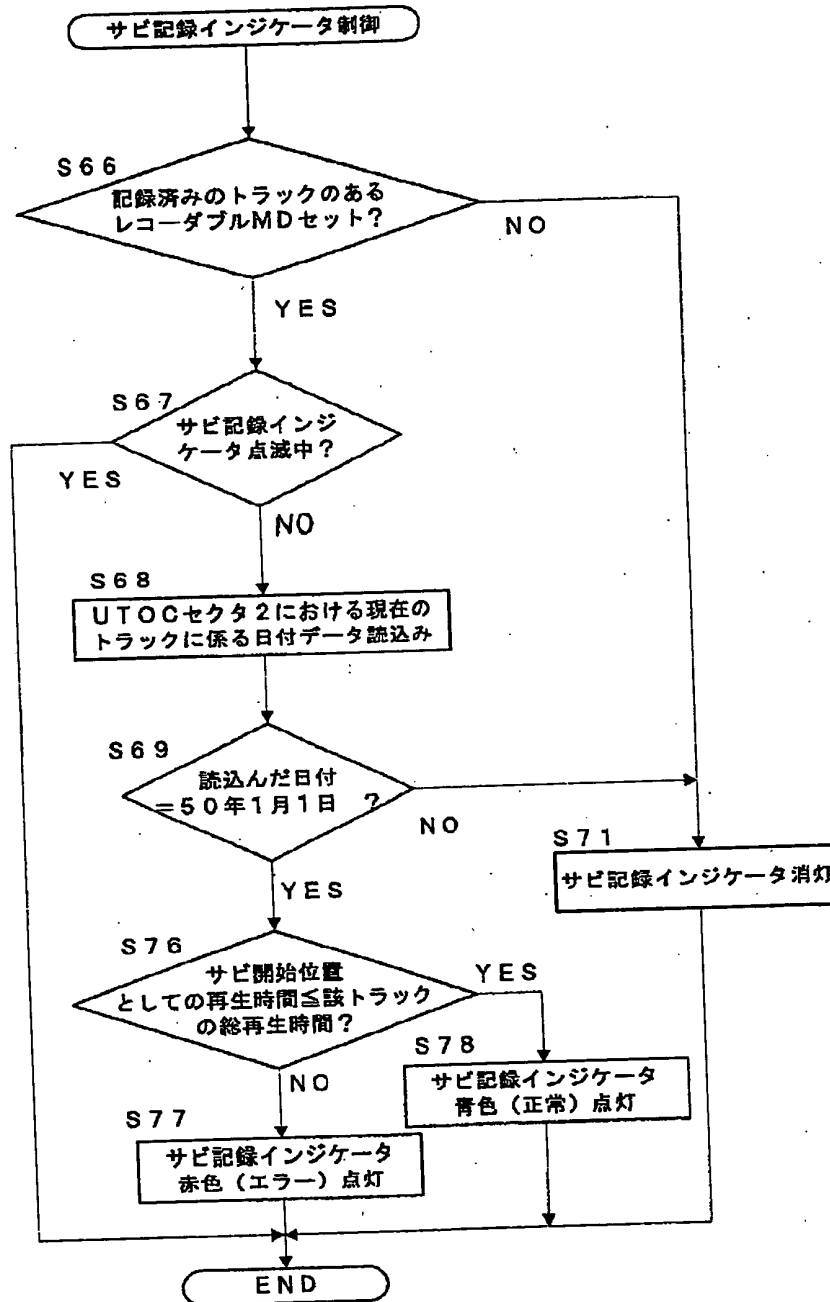 サビ記録インジケータ制御
S66
記録済みのトラックのある
レコーダブルMDセット?
NO
YES
S67
サビ記録インジ
ケータ点滅中?
YES
NO
S68
UTOCセクタ2における現在の
トラックに係る日付データ読込み
S69
読込んだ日付
=50年1月1日 ?
NO
S71
サビ記録インジケータ消灯
YES
S76
サビ開始位置
としての再生時間≦該トラック
の総再生時間?
YES
S78
サビ記録インジケータ
青色(正常)点灯
NO
S77
サビ記録インジケータ
赤色(エラー)点灯
END